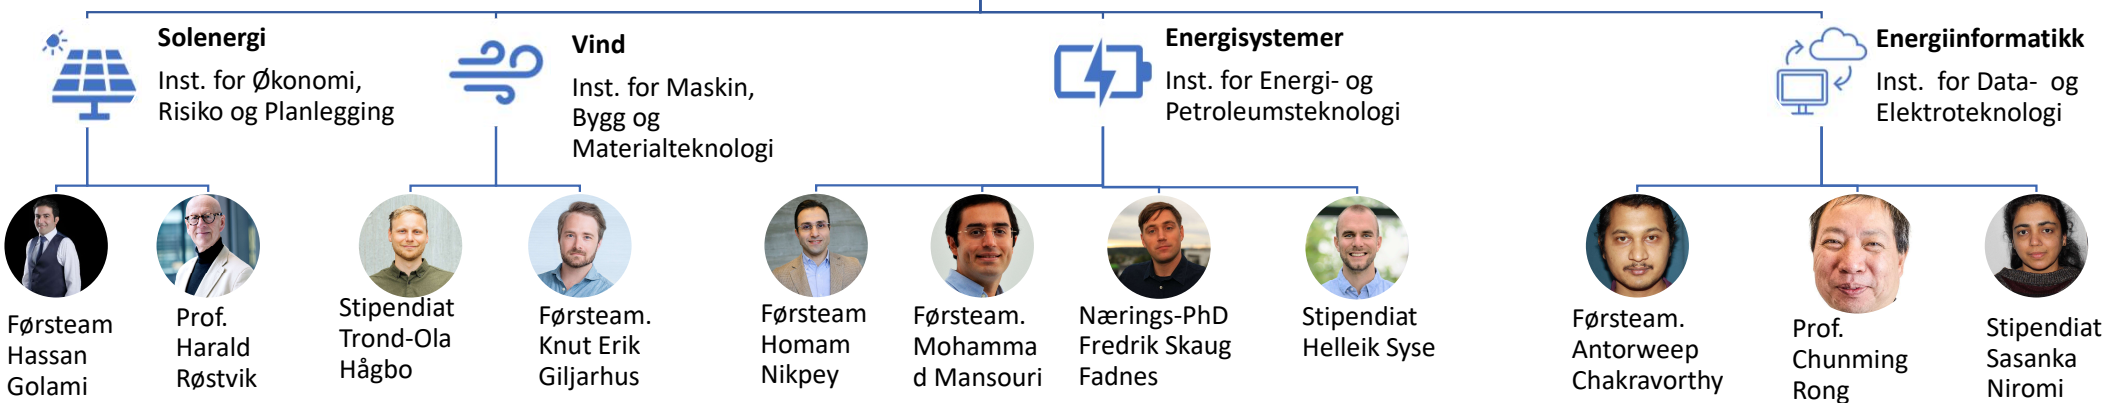 Solenergi
Inst. for Økonomi,
Risiko og Planlegging
Vind
Inst. for Maskin,
Bygg og
Materialteknologi
Energisystemer
Inst. for Energi- og
Petroleumsteknologi
Energiinformatikk
Inst. for Data- og
Elektroteknologi
Førsteam
Hassan
Golami
Prof.
Harald
Røstvik
Stipendiat
Trond-Ola
Hågbo
Førsteam.
Knut Erik
Giljarhus
Førsteam
Homam
Nikpey
Førsteam.
Mohamma
d Mansouri
Nærings-PhD
Fredrik Skaug
Fadnes
Stipendiat
Helleik Syse
Førsteam.
Antorweep
Chakravorthy
Prof.
Chunming
Rong
Stipendiat
Sasanka
Niromi